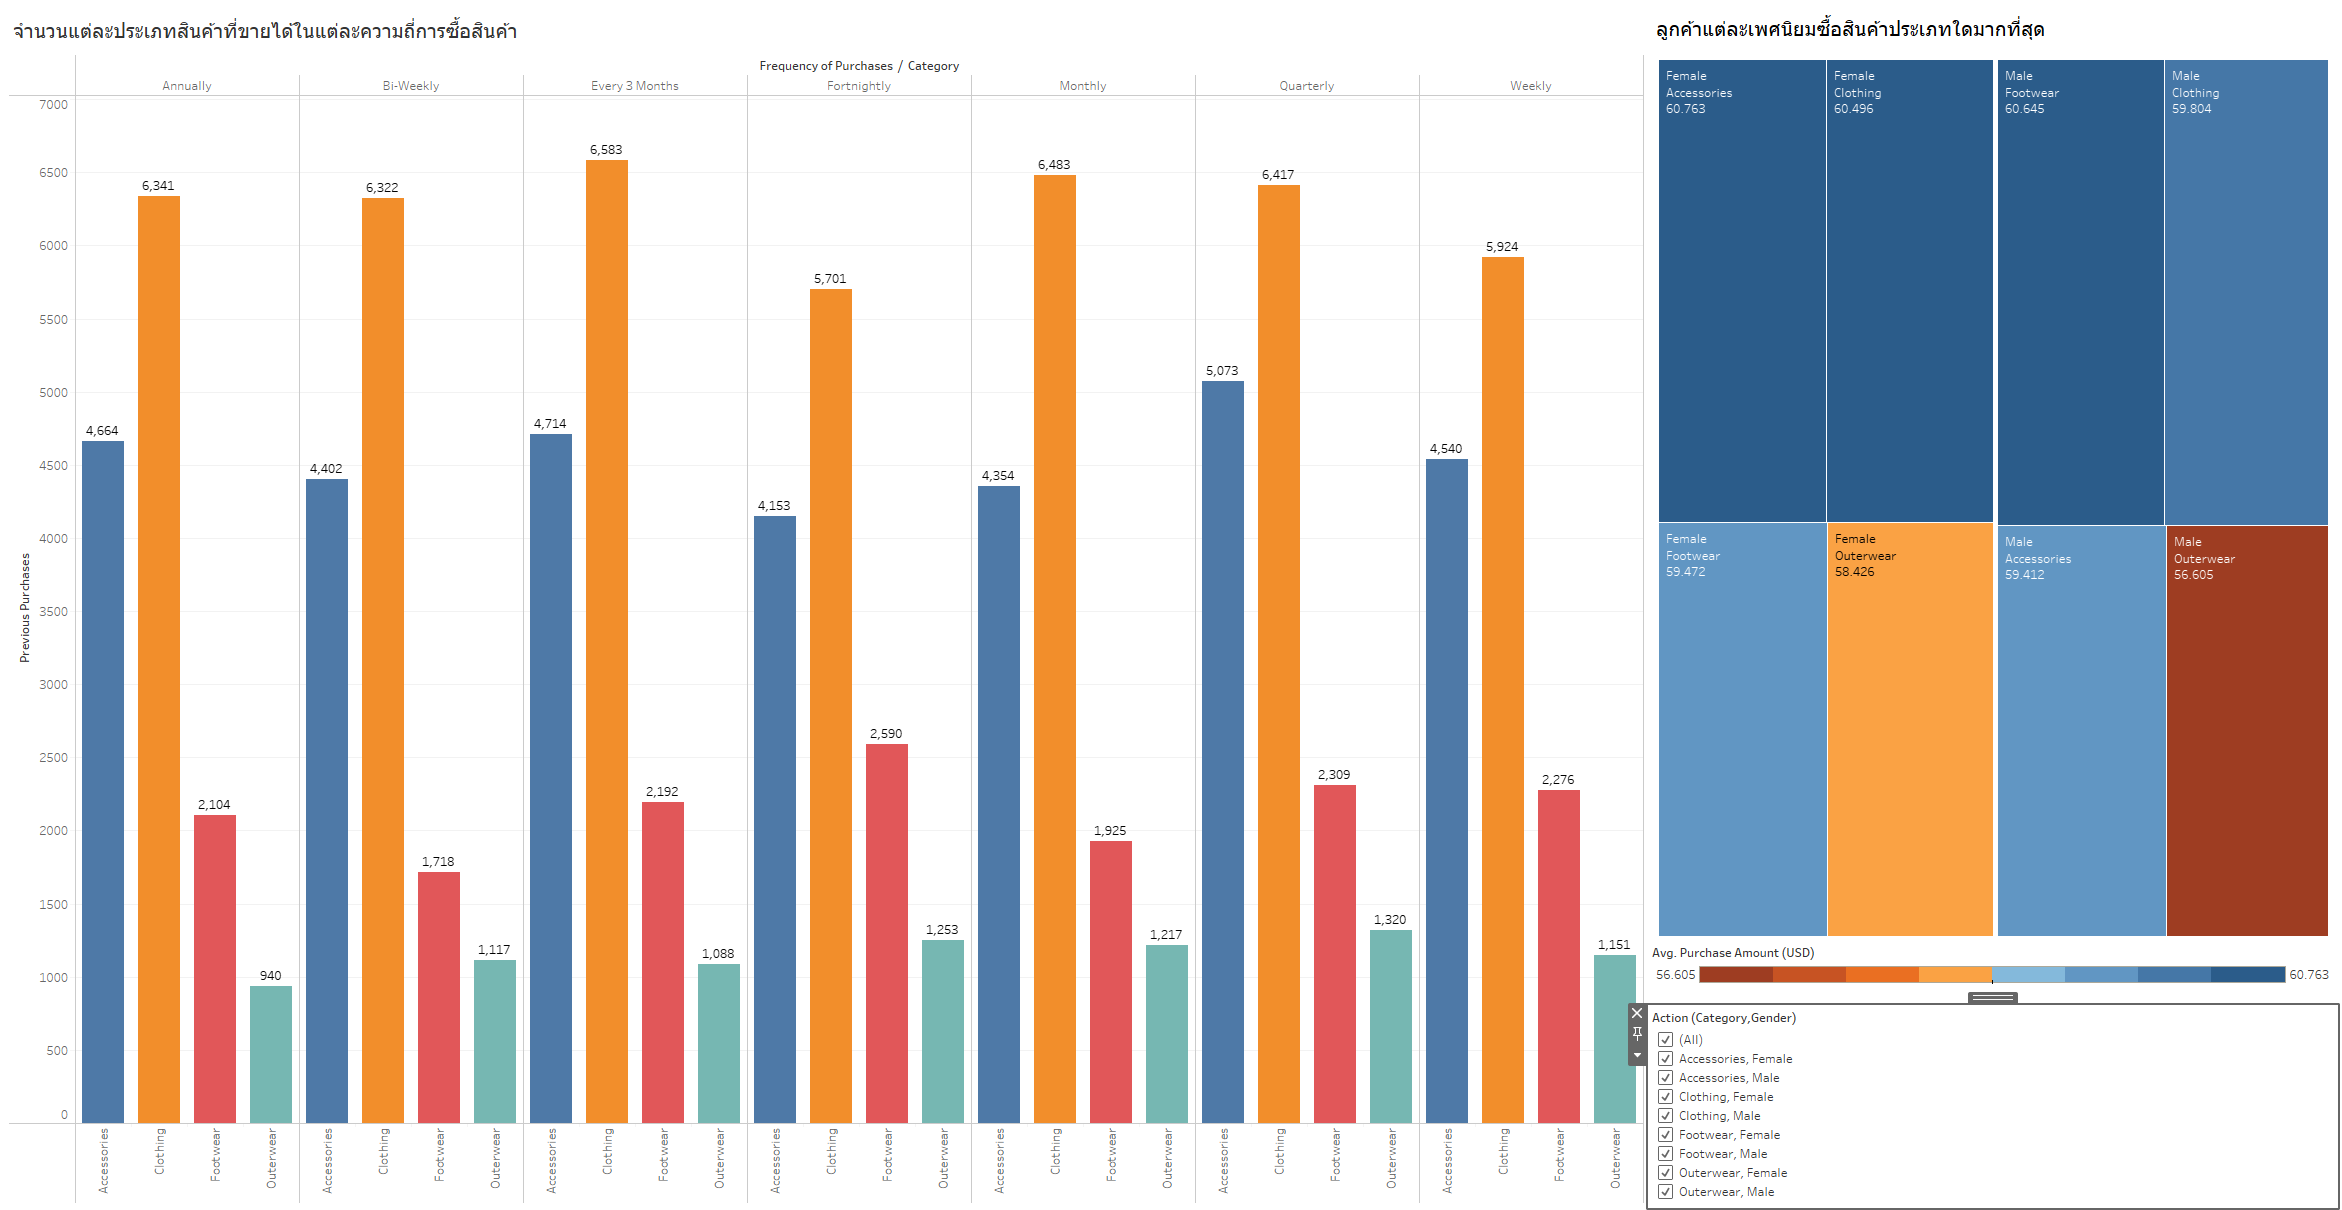 จำนวนแต่ละประเภทสินค้าที่ขายได้ในแต่ละความถี่การซื้อสินค้า
Frequency of Purchases / Category
Annually Bi-Weekly Every 3 Months Fortnightly Monthly Quarterly Weekly
Previous Purchases
7000
6500
6000
5500
5000
4500
4000
3500
3000
2500
2000
1500
1000
500
0
4,664 6,341 2,104 940
4,402 6,322 1,718 1,117
4,714 6,583 2,192 1,088
4,153 5,701 2,590 1,253
4,354 6,483 1,925 1,217
5,073 6,417 2,309 1,320
4,540 5,924 2,276 1,151
Accessories Clothing Footwear Outerwear Accessories Clothing Footwear Outerwear Accessories Clothing Footwear Outerwear Accessories Clothing Footwear Outerwear Accessories Clothing Footwear Outerwear Accessories Clothing Footwear Outerwear Accessories Clothing Footwear Outerwear
ลูกค้าแต่ละเพศนิยมซื้อสินค้าประเภทใดมากที่สุด
Female
Accessories
60.763
Female
Clothing
60.496
Male
Footwear
60.645
Male
Clothing
59.804
Female
Footwear
59.472
Female
Outerwear
58.426
Male
Accessories
59.412
Male
Outerwear
56.605
Avg. Purchase Amount (USD)
56.605 60.763
Action (Category,Gender)
(All)
Accessories, Female
Accessories, Male
Clothing, Female
Clothing, Male
Footwear, Female
Footwear, Male
Outerwear, Female
Outerwear, Male